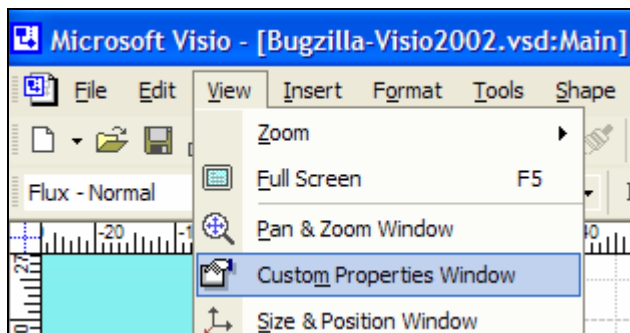 Microsoft Visio - [Bugzilla-Visio2002.vsd:Main]
File Edit View Insert Format Tools Shape
Zoom
Full Screen F5
Flux - Normal
Pan & Zoom Window
-20
Custom Properties Window
Size & Position Window